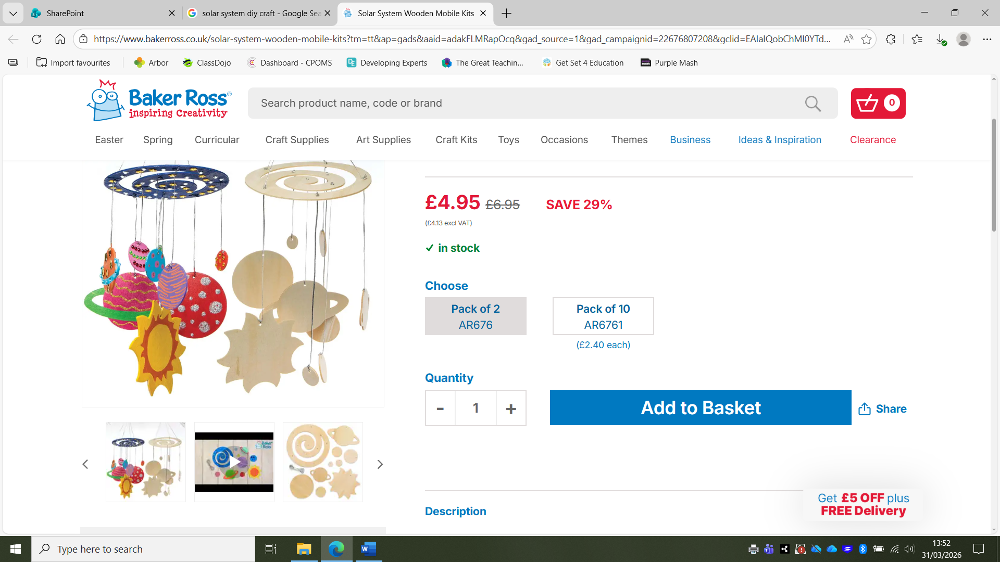 SharePoint
solar system diy craft - Google Sea
Solar System Wooden Mobile Kits
https://www.bakerross.co.uk/solar-system-wooden-mobile-kits?tm=tt&ap=gads&aaid=adakFLMRapOcq&gad_source=1&gad_campaignid=22676807208&gclid=EAIaIQobChMI0YTd...
Import favourites
Arbor
ClassDojo
Dashboard - CPOMS
Developing Experts
The Great Teachin...
Get Set 4 Education
Purple Mash
Baker Ross®
inspiring Creativity
Search product name, code or brand
0
Easter
Spring
Curricular
Craft Supplies
Art Supplies
Craft Kits
Toys
Occasions
Themes
Business
Ideas & Inspiration
Clearance
£4.95 £6.95 SAVE 29%
(£4.13 excl VAT)
in stock
Choose
Pack of 2
AR676
Pack of 10
AR6761
(£2.40 each)
Quantity
- 1 +
Add to Basket
Share
Baker Ross
Description
Get £5 OFF plus
FREE Delivery
Type here to search
13:52
31/03/2026